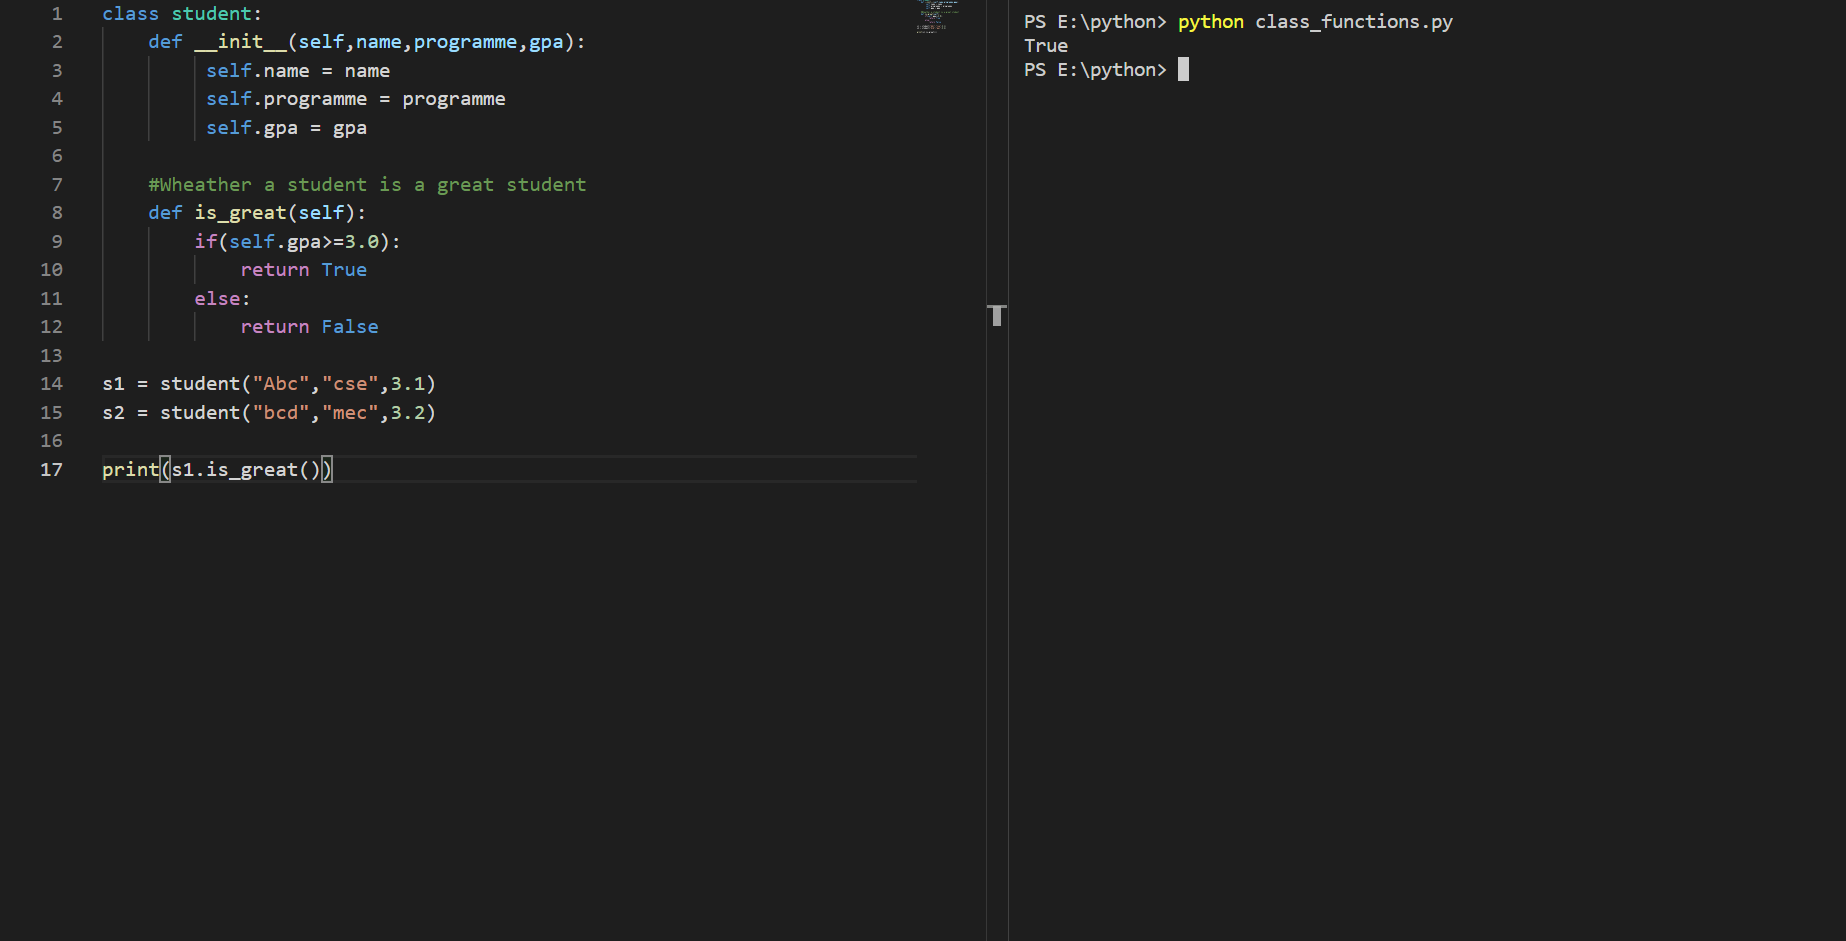 1 class student:
2     def __init__(self,name,programme,gpa):
3          self.name = name
4          self.programme = programme
5          self.gpa = gpa
6
7     #Wheather a student is a great student
8     def is_great(self):
9         if(self.gpa>=3.0):
10             return True
11         else:
12             return False
13
14 s1 = student("Abc","cse",3.1)
15 s2 = student("bcd","mec",3.2)
16
17 print(s1.is_great())
PS E:\python> python class_functions.py
True
PS E:\python>